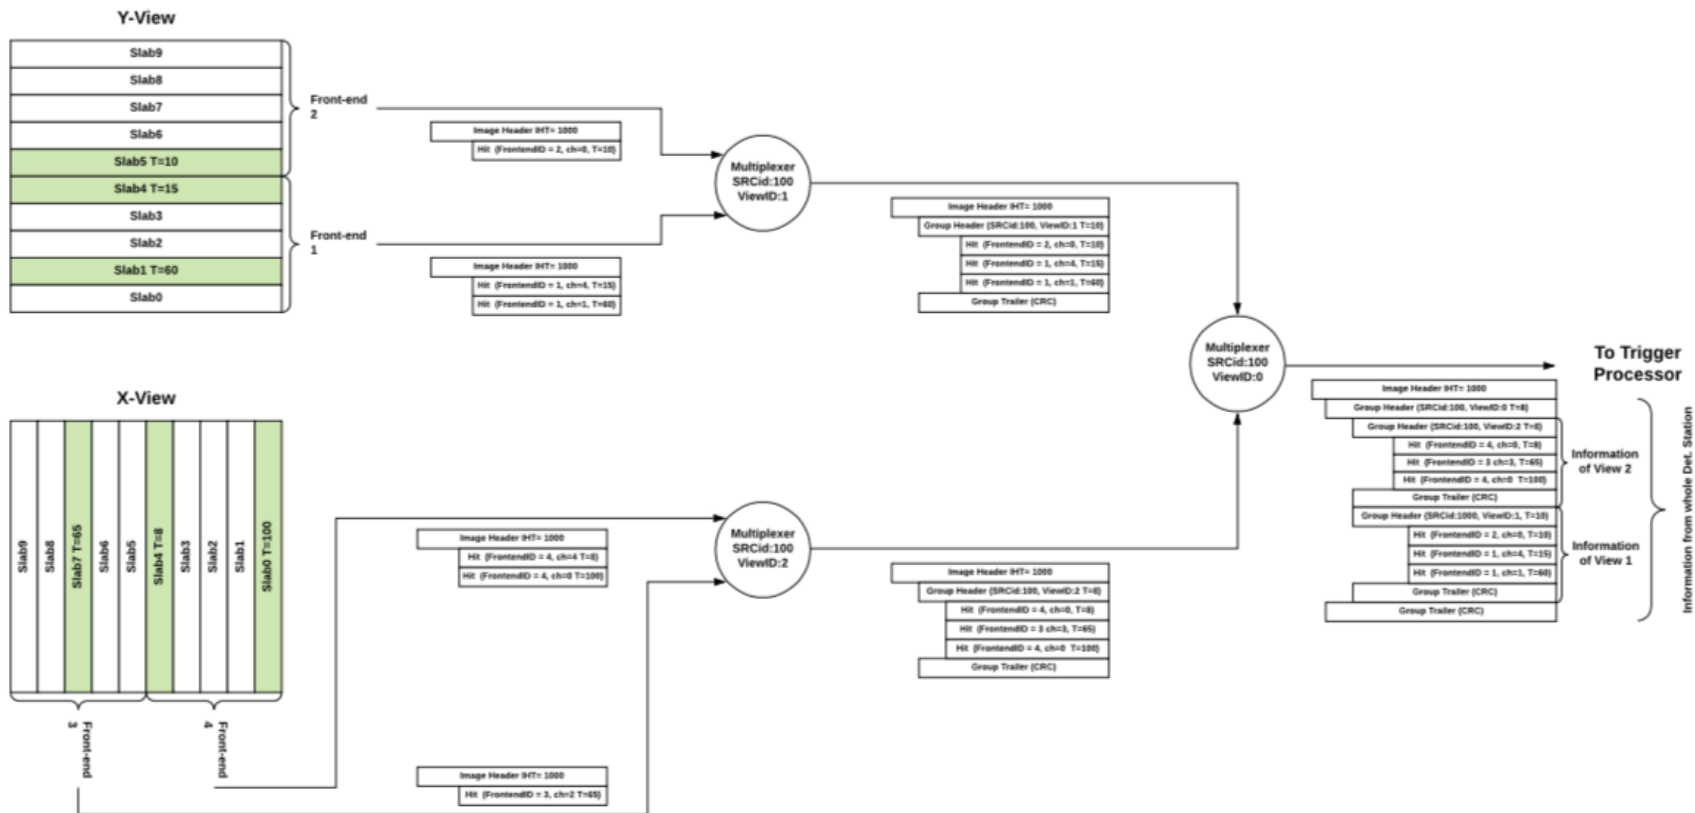 Y-View
Slab9
Slab8
Slab7
Slab6
Slab5 T=10
Slab4 T=15
Slab3
Slab2
Slab1 T=60
Slab0
Front-end
2
Front-end
1
Image Header IHT= 1000
Hit (FrontendID = 2, ch=0, T=10)
Image Header IHT= 1000
Hit (FrontendID = 1, ch=4, T=15)
Hit (FrontendID = 1, ch=1, T=60)
Multiplexer
SRCid:100
ViewID:1
Image Header IHT= 1000
Group Header (SRCid:100, ViewID:1 T=10)
Hit (FrontendID = 2, ch=0, T=10)
Hit (FrontendID = 1, ch=4, T=15)
Hit (FrontendID = 1, ch=1, T=60)
Group Trailer (CRC)
X-View
Slab9
Slab8
Slab7 T=65
Slab6
Slab5
Slab4 T=8
Slab3
Slab2
Slab1
Slab0 T=100
Front-end
3
Front-end
4
Image Header IHT= 1000
Hit (FrontendID = 4, ch=4 T=8)
Hit (FrontendID = 4, ch=0 T=100)
Image Header IHT= 1000
Hit (FrontendID = 3, ch=2 T=65)
Multiplexer
SRCid:100
ViewID:2
Image Header IHT= 1000
Group Header (SRCid:100, ViewID:2 T=8)
Hit (FrontendID = 4, ch=0, T=8)
Hit (FrontendID = 3 ch=3, T=65)
Hit (FrontendID = 4, ch=0 T=100)
Group Trailer (CRC)
Multiplexer
SRCid:100
ViewID:0
To Trigger
Processor
Image Header IHT= 1000
Group Header (SRCid:100, ViewID:0 T=8)
Group Header (SRCid:100, ViewID:2 T=8)
Hit (FrontendID = 4, ch=0, T=8)
Hit (FrontendID = 3 ch=3, T=65)
Hit (FrontendID = 4, ch=0 T=100)
Group Trailer (CRC)
Group Header (SRCid:1000, ViewID:1, T=10)
Hit (FrontendID = 2, ch=0, T=10)
Hit (FrontendID = 1, ch=4, T=15)
Hit (FrontendID = 1, ch=1, T=60)
Group Trailer (CRC)
Group Trailer (CRC)
Information
of View 2
Information
of View 1
Information from whole Det. Station